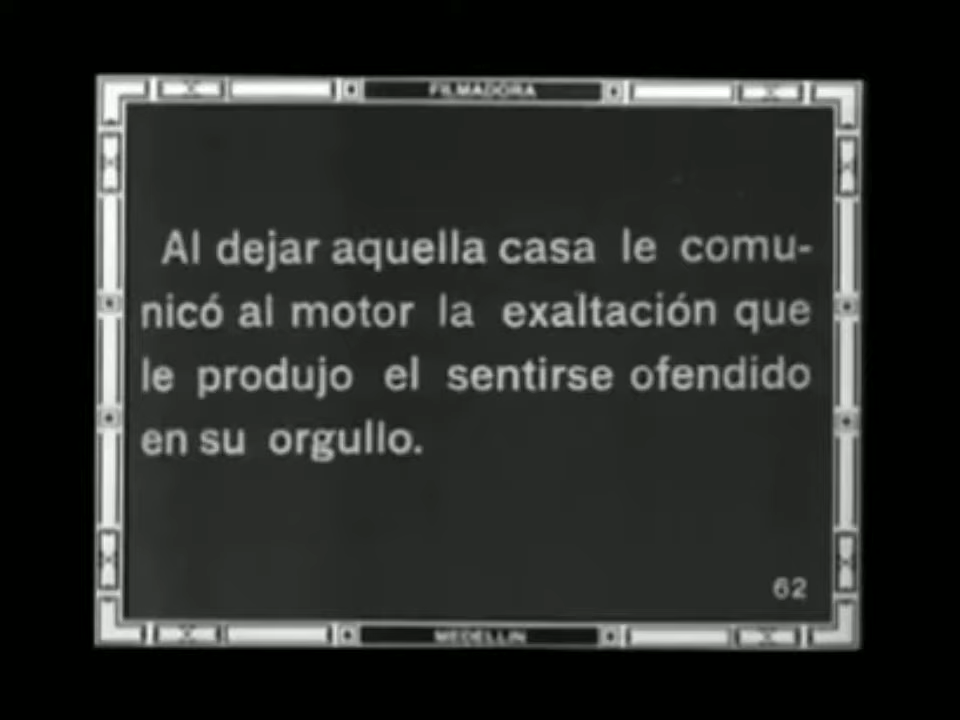 FILMADORA
Al dejar aquella casa le comu-
nicó al motor la exaltación que
le produjo el sentirse ofendido
en su orgullo.
62
MEDELLIN